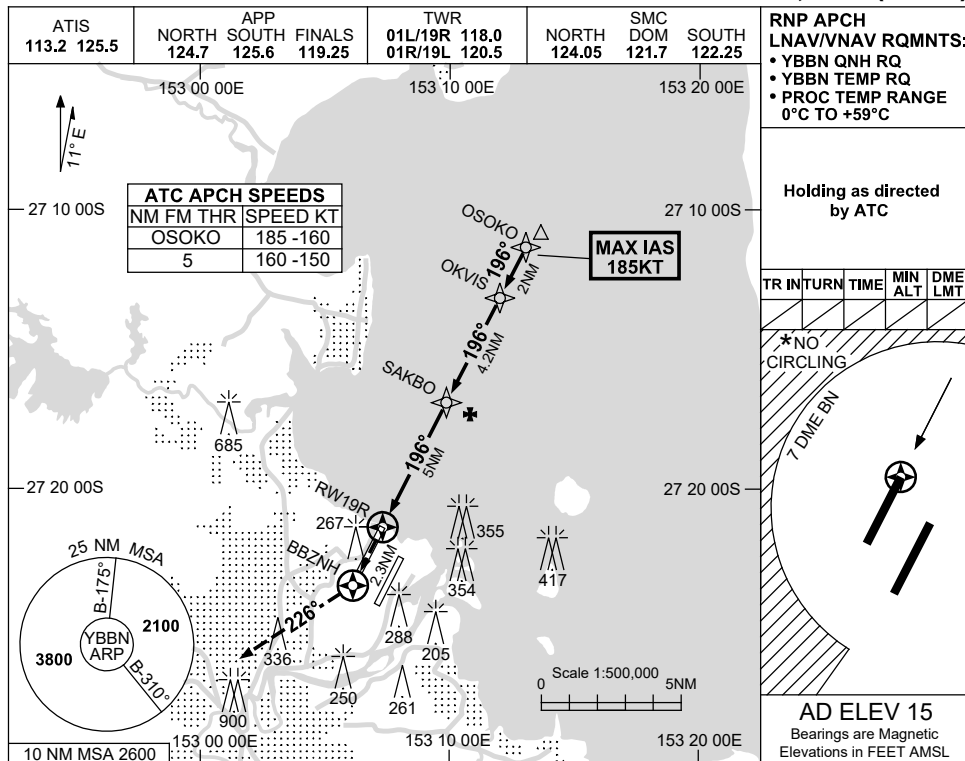 ATIS
113.2 125.5
APP
NORTH SOUTH FINALS
124.7 125.6 119.25
TWR
01L/19R 118.0
01R/19L 120.5
SMC
NORTH DOM SOUTH
124.05 121.7 122.25
RNP APCH
LNAV/VNAV RQMNTS:
• YBBN QNH RQ
• YBBN TEMP RQ
• PROC TEMP RANGE
0°C TO +59°C
153 00 00E
153 10 00E
153 20 00E
11° E
ATC APCH SPEEDS
NM FM THR SPEED KT
OSOKO 185 -160
5 160 -150
27 10 00S
27 10 00S
Holding as directed
by ATC
OSOKO
MAX IAS
185KT
196°
2NM
OKVIS
TR IN TURN TIME MIN ALT DME LMT
196°
4.2NM
*NO
CIRCLING
7 DME BN
SAKBO
685
196°
5NM
27 20 00S
27 20 00S
RW19R
267
355
354
417
BBZNH
2.3NM
25 NM MSA
B-175°
YBBN
ARP
2100
3800
B-310°
226°
288
205
336
250
261
900
Scale 1:500,000
0 5NM
AD ELEV 15
Bearings are Magnetic
Elevations in FEET AMSL
10 NM MSA 2600
153 00 00E
153 10 00E
153 20 00E